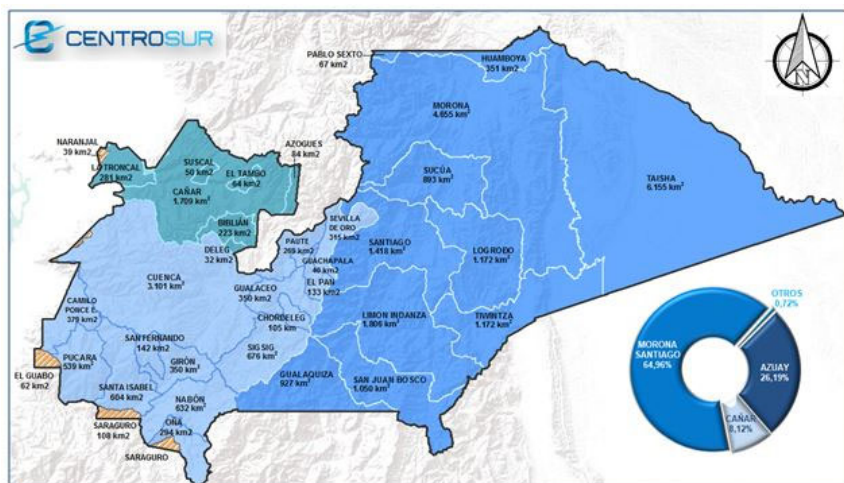 CENTROSUR
PABLO SEXTO
67 km2
HUAMBOYA
351 km2
MORONA
4.655 km²
NARANJAL
39 km2
AZOGUES
84 km2
LA TRONCAL
281 km2
SUSCAL
50 km2
EL TAMBO
64 km2
CAÑAR
1.709 km²
SUCÚA
893 km²
TAISHA
6.155 km²
BIBLIÁN
223 km2
SEVILLA
DE ORO
315 km2
DELEG
32 km2
PAUTE
269 km2
SANTIAGO
1.418 km²
LOGROÑO
1.172 km²
GUACHAPALA
40 km2
CUENCA
3.101 km²
GUALACEO
350 km2
EL PAN
133 km2
CAMILO
PONCE E.
379 km2
CHORDELEG
105 km
LIMON INDANZA
1.806 km²
TIWINTZA
1.172 km²
OTROS
0,72%
SAN FERNANDO
142 km2
SIGSIG
676 km²
MORONA
SANTIAGO
64,96%
AZUAY
26,19%
PUCARA
539 km²
GIRÓN
350 km²
EL GUABO
62 km2
GUALAQUIZA
927 km²
SAN JUAN BOSCO
1.050 km²
SANTA ISABEL
604 km2
NABÓN
632 km²
CAÑAR
8,12%
SARAGURO
108 km2
OÑA
294 km2
SARAGURO